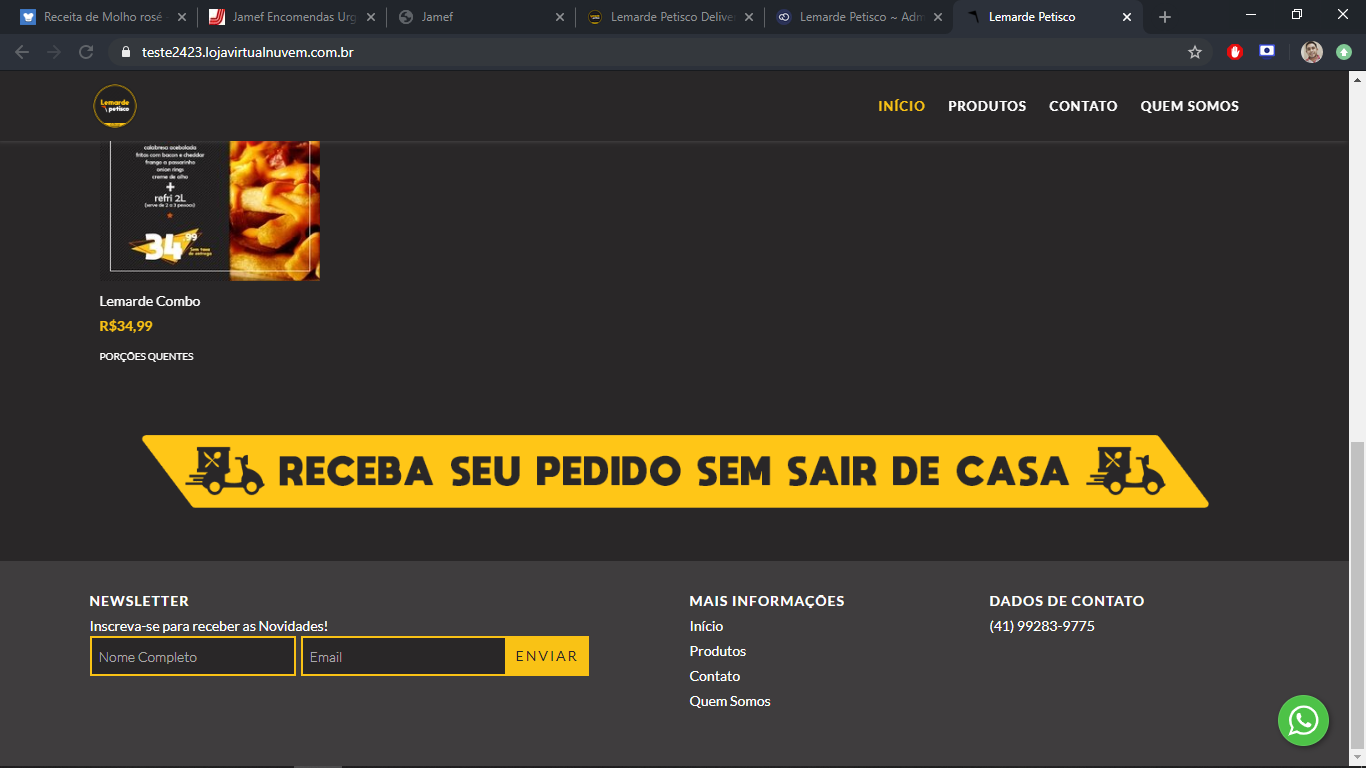 Receita de Molho rosé
Jamef Encomendas Urg
Jamef
Lemarde Petisco Delive
Lemarde Petisco ~ Adm
Lemarde Petisco
teste2423.lojavirtualnuvem.com.br
Lemarde
petisco
INÍCIO
PRODUTOS
CONTATO
QUEM SOMOS
calabresa acebolada
fritas com bacon e cheddar
frango a passarinho
onion rings
creme de alho
+
refri 2L
(serve de 2 a 3 pessoas)
34,99
Sem taxa
de entrega
Lemarde Combo
R$34,99
PORÇÕES QUENTES
RECEBA SEU PEDIDO SEM SAIR DE CASA
NEWSLETTER
Inscreva-se para receber as Novidades!
Nome Completo
Email
ENVIAR
MAIS INFORMAÇÕES
Início
Produtos
Contato
Quem Somos
DADOS DE CONTATO
(41) 99283-9775